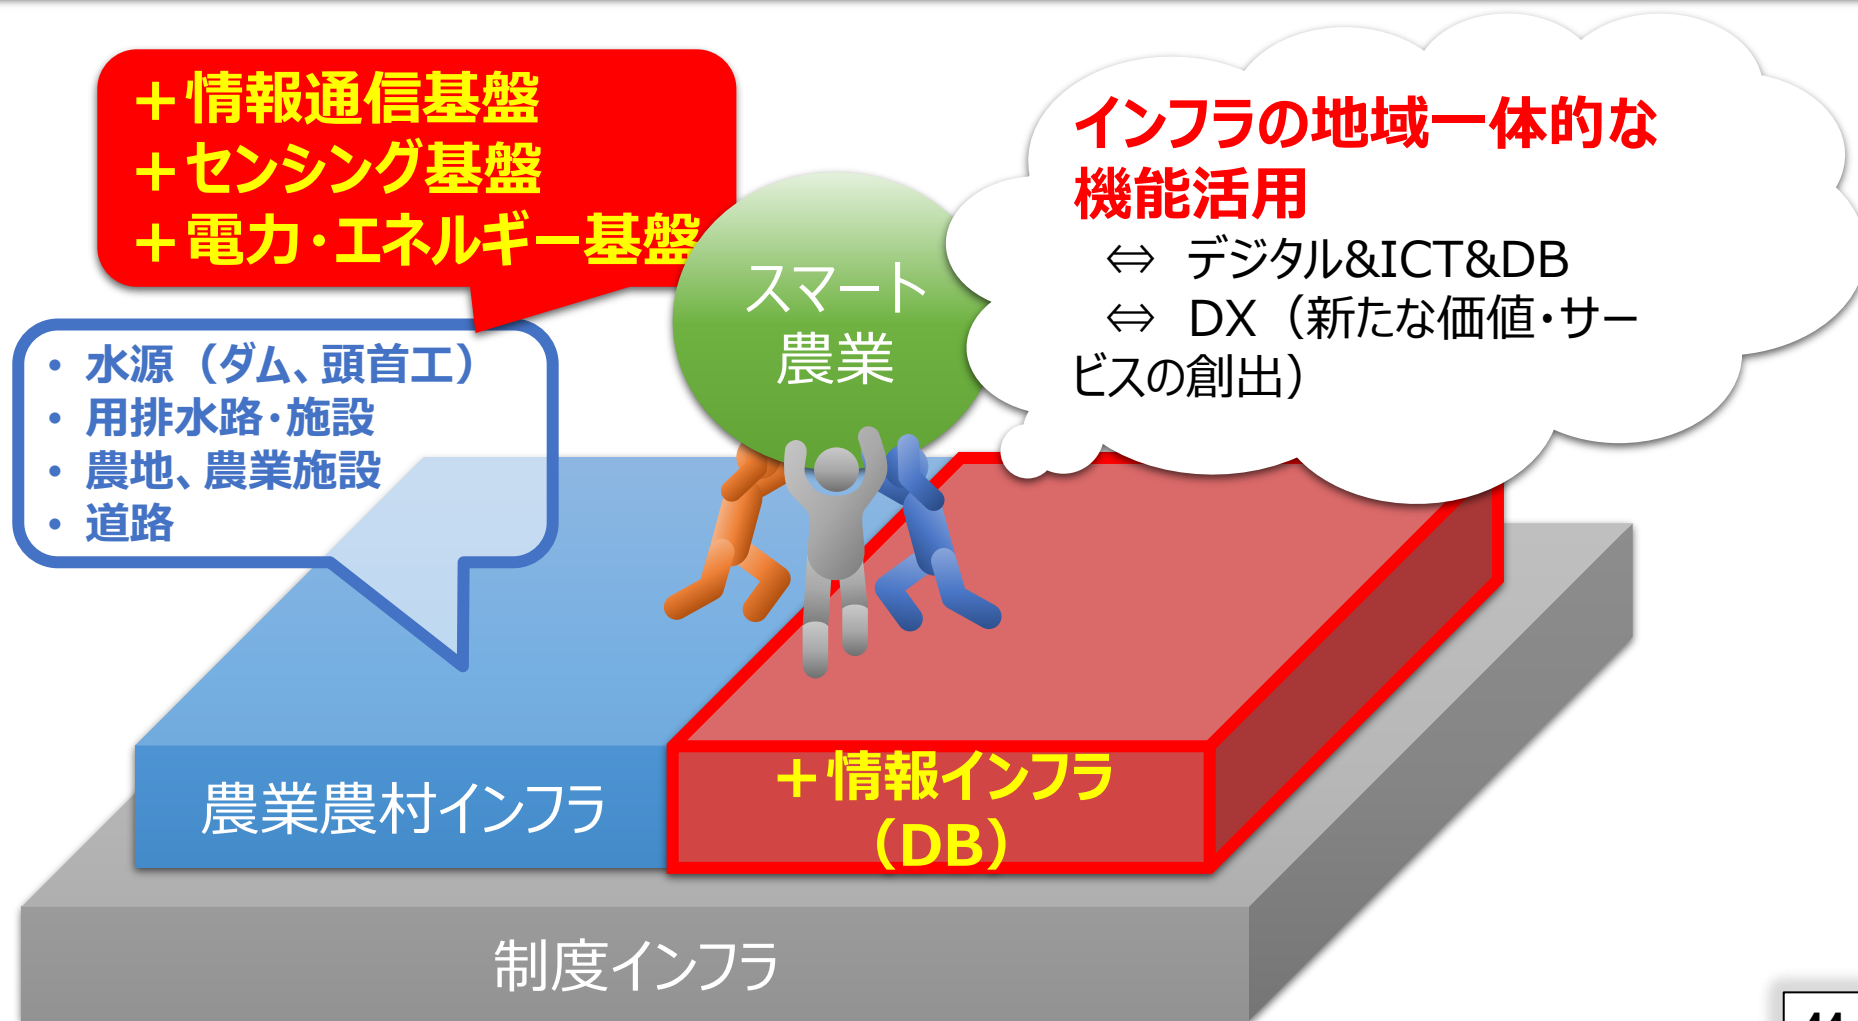 ＋情報通信基盤
＋センシング基盤
＋電力・エネルギー基盤
インフラの地域一体的な
機能活用
⇔ デジタル&ICT&DB
⇔ DX（新たな価値・サー
ビスの創出）
スマート
農業
• 水源（ダム、頭首工）
• 用排水路・施設
• 農地、農業施設
• 道路
農業農村インフラ
＋情報インフラ
（DB）
制度インフラ